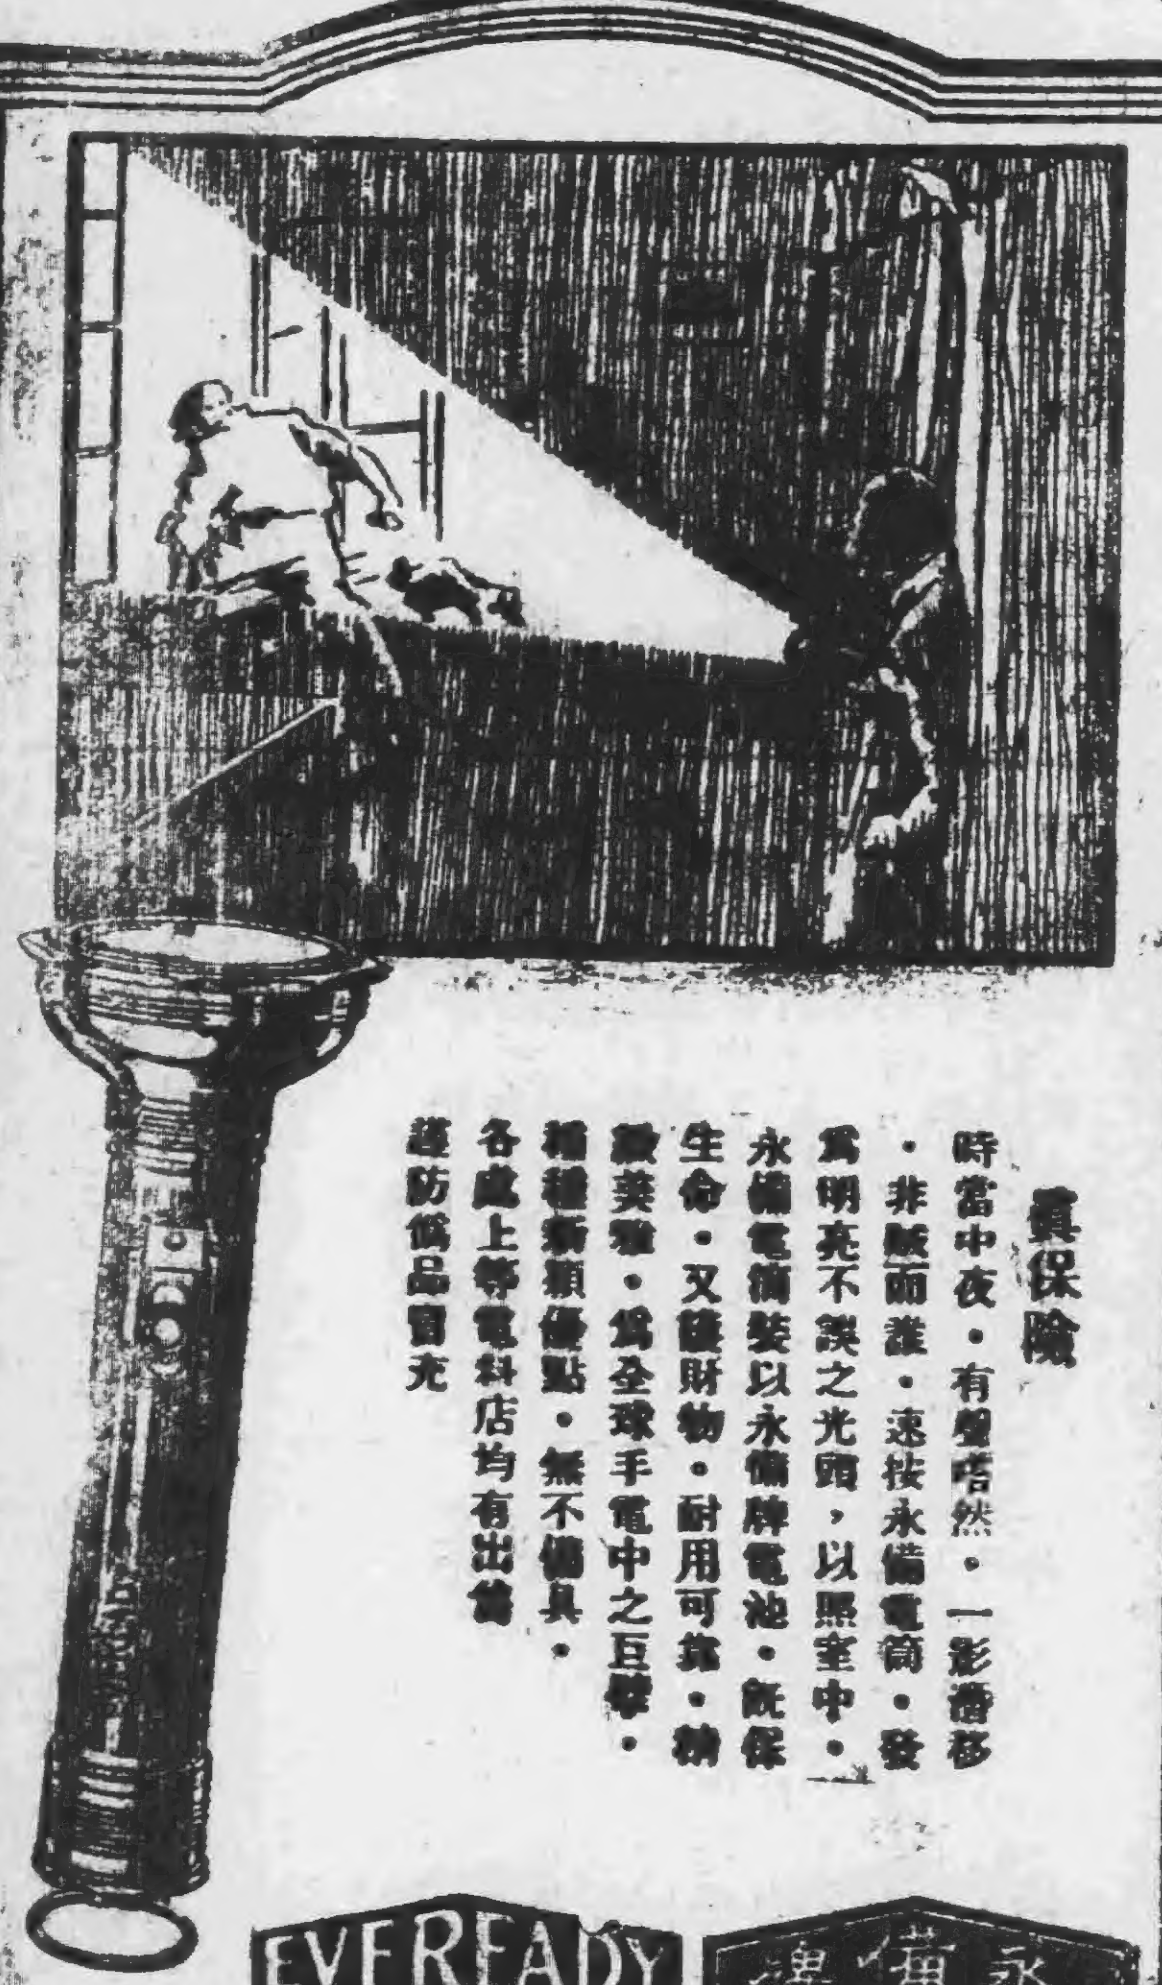 真保險
時當中夜．有聲嗒然．一影潛移
．非賊而誰．速按永備電筒．發
爲明亮不誤之光頭，以照室中．
永備電筒裝以永備牌電池．旣保
生命．又護財物．耐用可靠．精
緻美雅．爲全球手電中之巨擘．
種種新穎優點．無不備具．
各處上等電料店均有出售
謹防僞品冒充
EVEREADY
永備牌